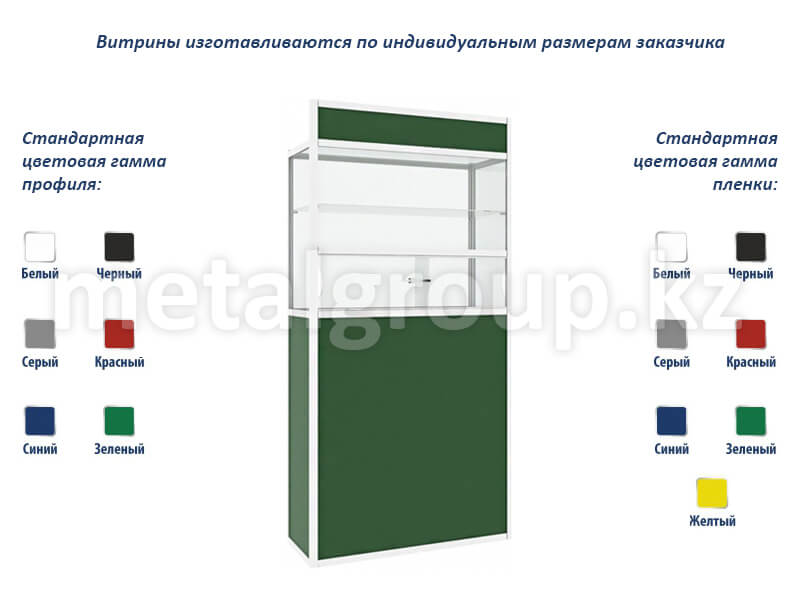 Витрины изготавливаются по индивидуальным размерам заказчика
Стандартная
цветовая гамма
профиля:
Белый
Черный
Серый
Красный
Синий
Зеленый
Стандартная
цветовая гамма
пленки:
Белый
Черный
Серый
Красный
Синий
Зеленый
Желтый
metalgroup.kz